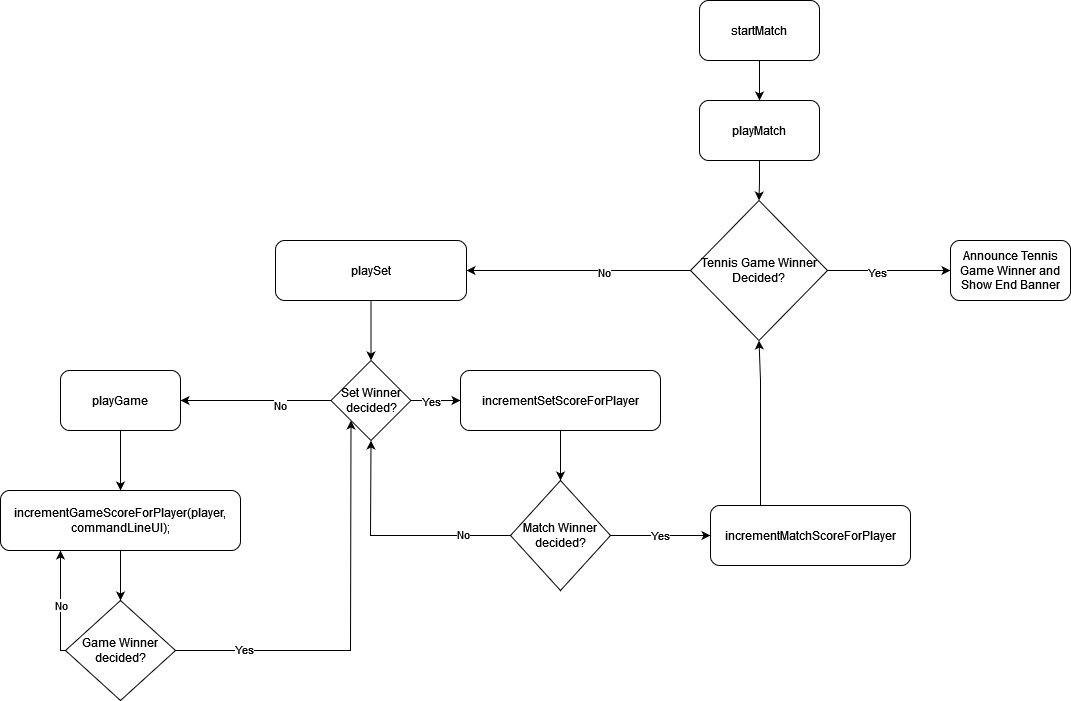 startMatch
playMatch
Tennis Game Winner
Decided?
No
Yes
Announce Tennis
Game Winner and
Show End Banner
playSet
Set Winner
decided?
No
Yes
playGame
incrementSetScoreForPlayer
incrementGameScoreForPlayer(player,
commandLineUI);
Match Winner
decided?
No
Yes
incrementMatchScoreForPlayer
No
Game Winner
decided?
Yes